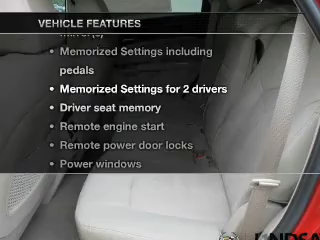 VEHICLE FEATURES
• Memorized Settings including
pedals
• Memorized Settings for 2 drivers
• Driver seat memory
• Remote engine start
• Remote power door locks
• Power windows